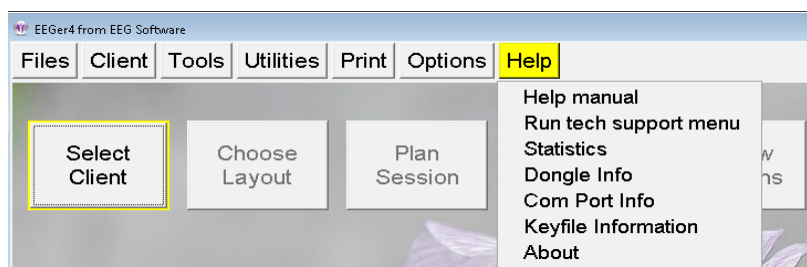 EEGer4 from EEG Software
Files Client Tools Utilities Print Options Help
Help manual
Run tech support menu
Statistics
Dongle Info
Com Port Info
Keyfile Information
About
Select
Client
Choose
Layout
Plan
Session